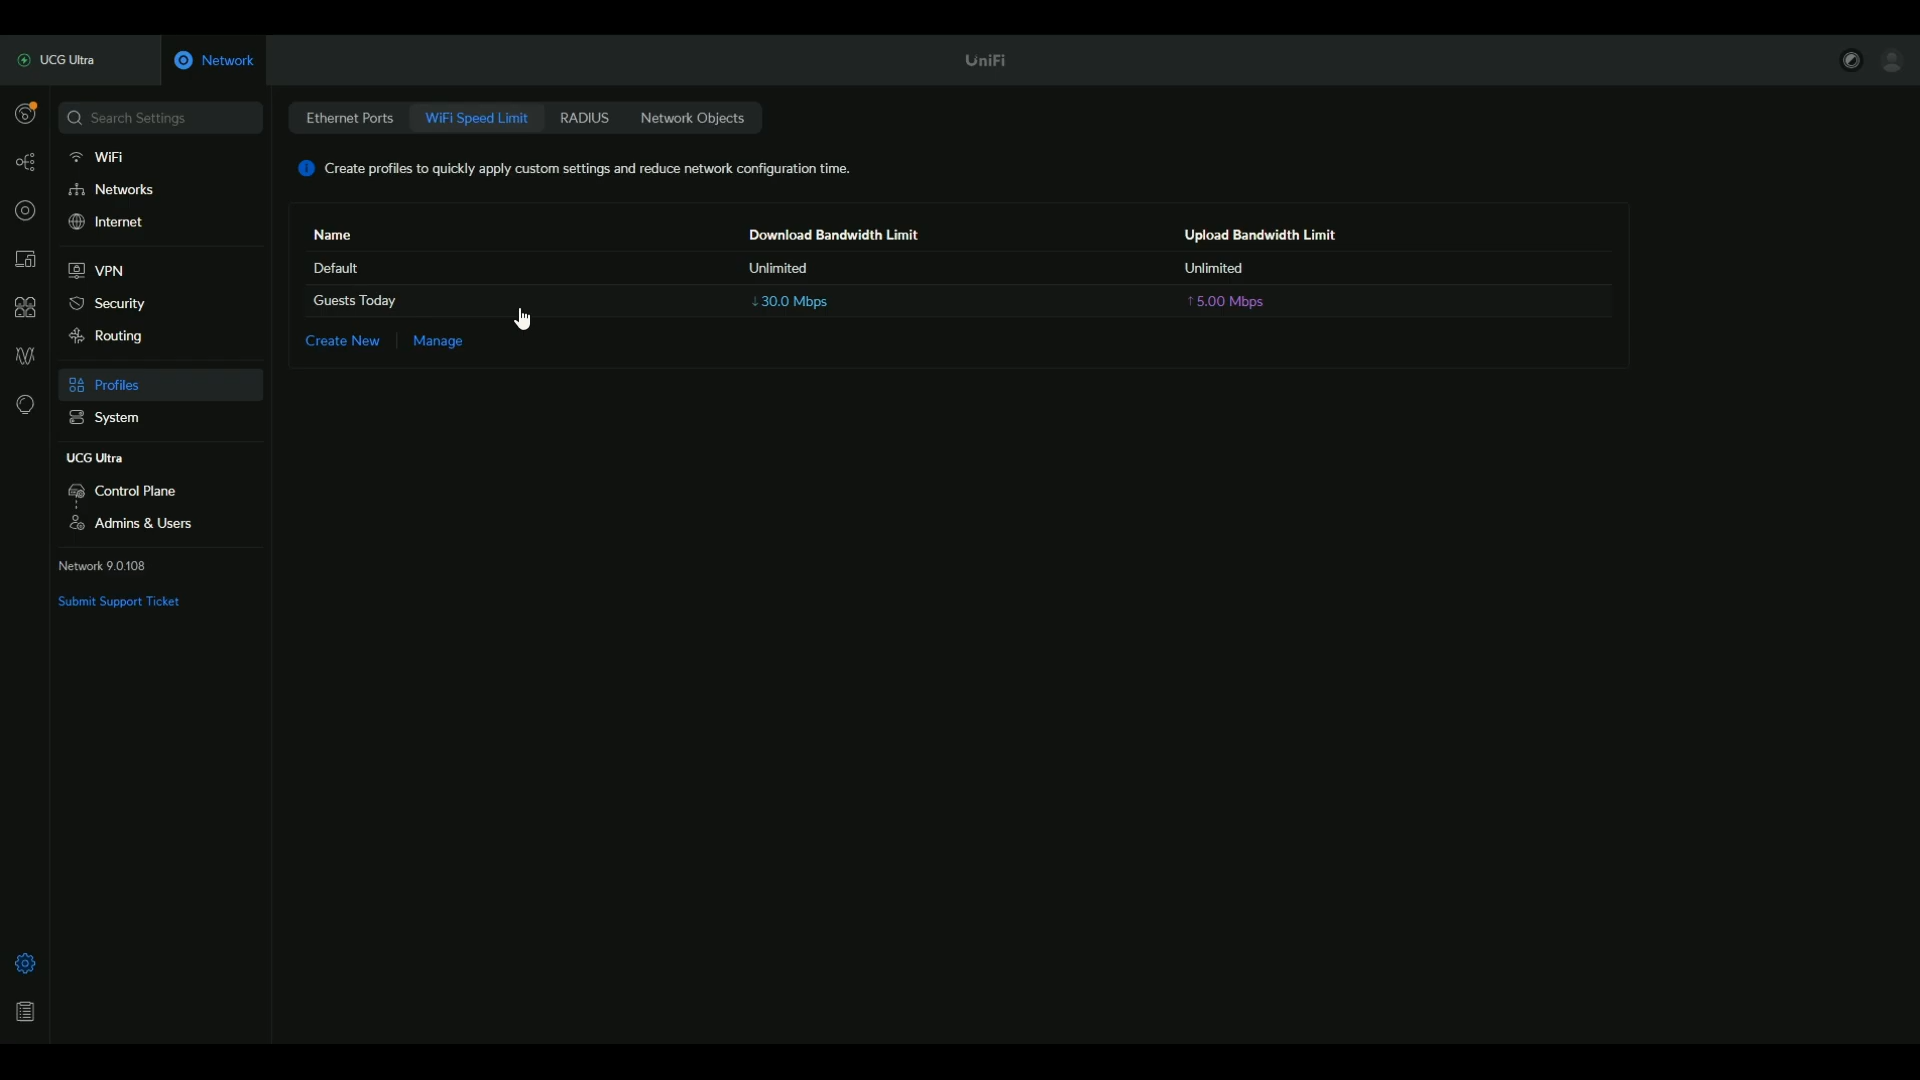 UCG Ultra
Network
UniFi
Search Settings
WiFi
Networks
Internet
VPN
Security
Routing
Profiles
System
UCG Ultra
Control Plane
Admins & Users
Network 9.0.108
Submit Support Ticket
Ethernet Ports WiFi Speed Limit RADIUS Network Objects
Create profiles to quickly apply custom settings and reduce network configuration time.
Name Download Bandwidth Limit Upload Bandwidth Limit
Default Unlimited Unlimited
Guests Today ↓30.0 Mbps ↑5.00 Mbps
Create New Manage